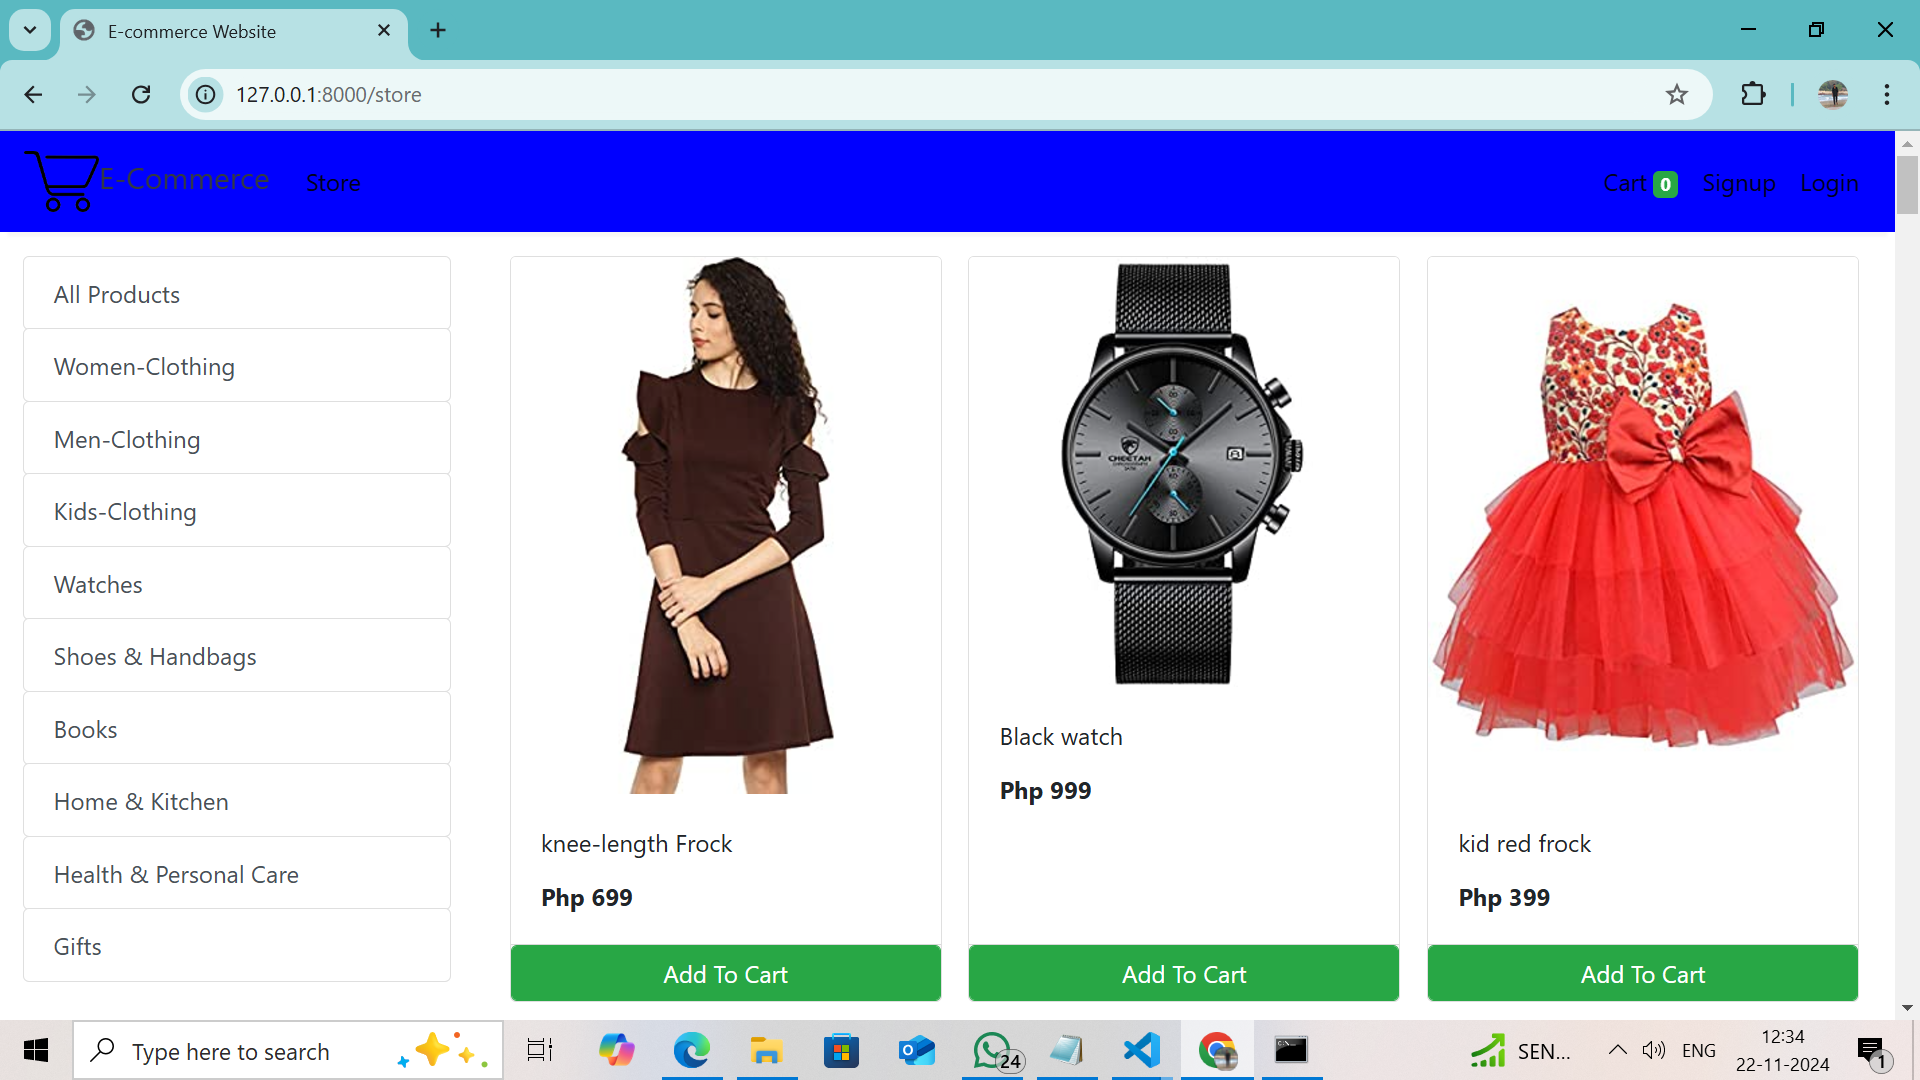 E-commerce Website
127.0.0.1:8000/store
E-Commerce
Store
Cart 0
Signup
Login
All Products
Women-Clothing
Men-Clothing
Kids-Clothing
Watches
Shoes & Handbags
Books
Home & Kitchen
Health & Personal Care
Gifts
knee-length Frock
Php 699
Add To Cart
CHEETAH
Black watch
Php 999
Add To Cart
kid red frock
Php 399
Add To Cart
Type here to search
24
SEN...
ENG
12:34
22-11-2024
1